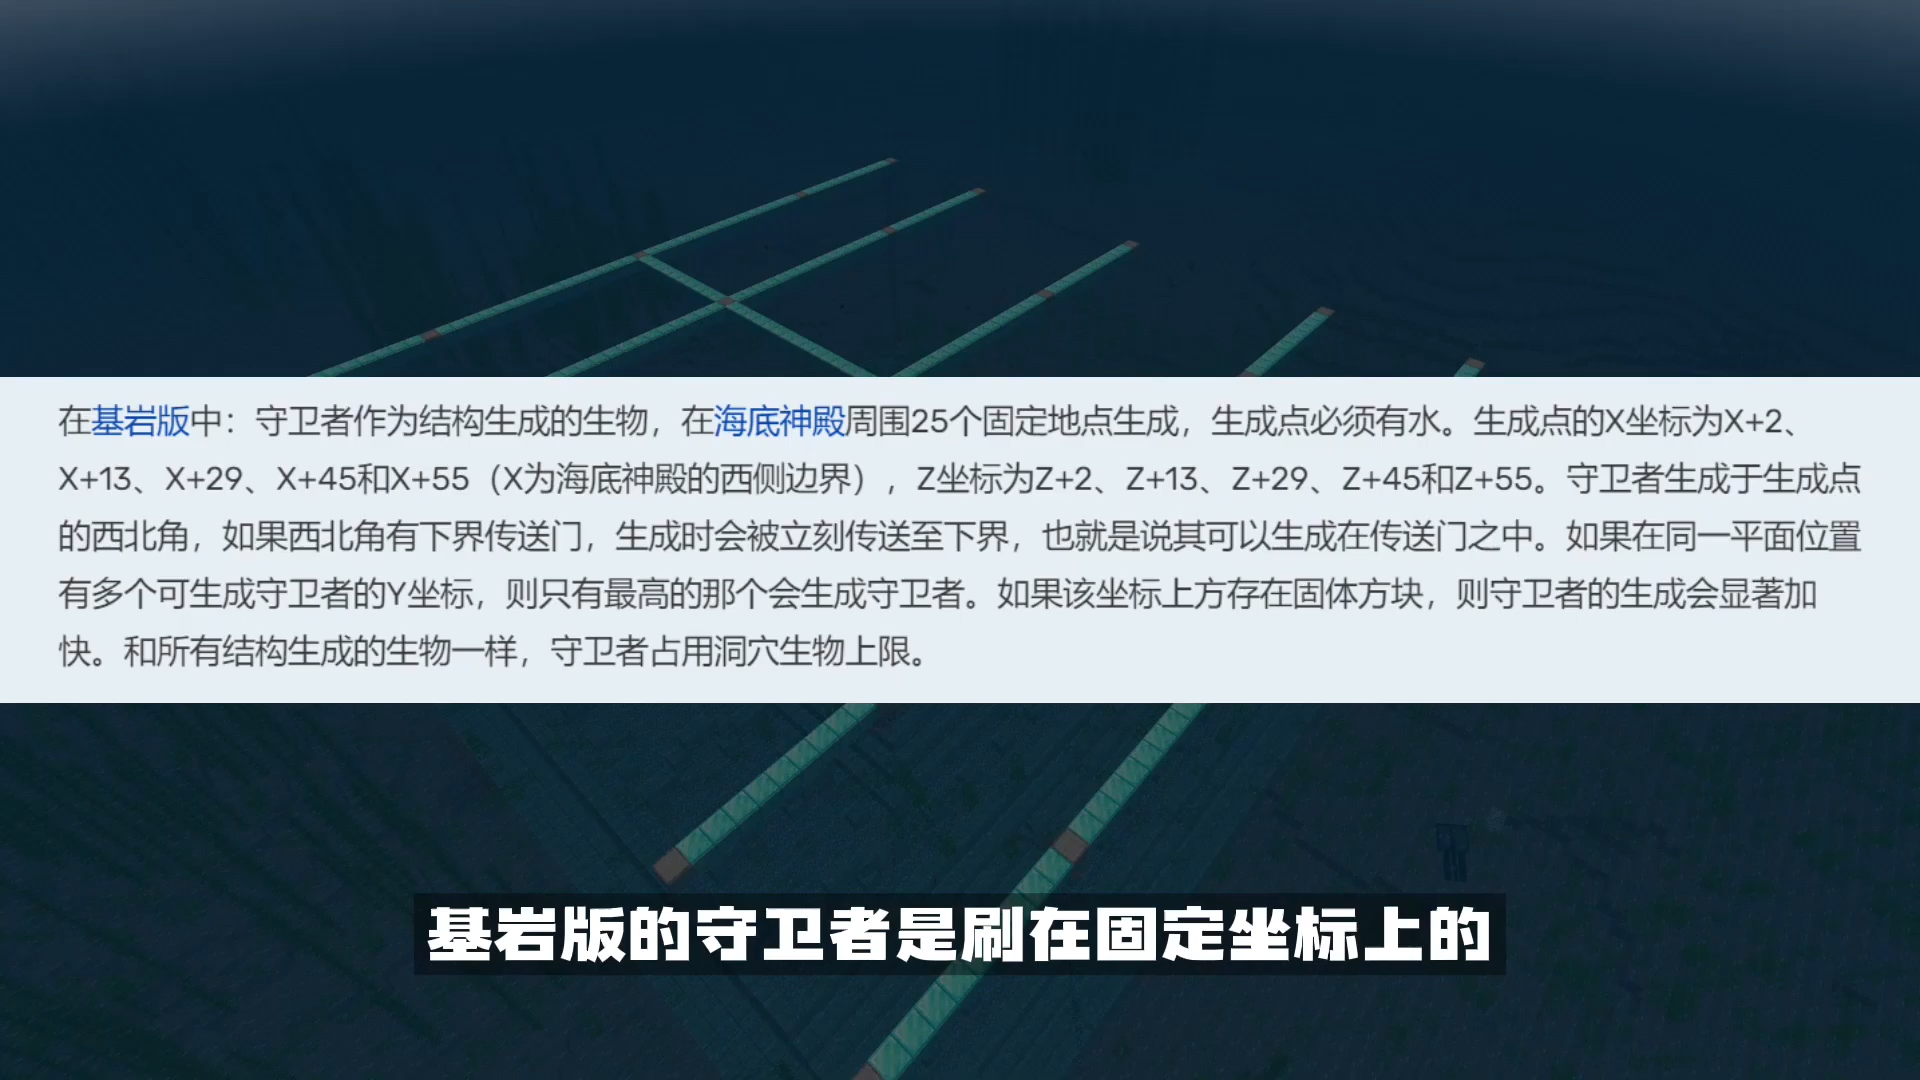 在基岩版中：守卫者作为结构生成的生物，在海底神殿周围25个固定地点生成，生成点必须有水。生成点的X坐标为X+2、
X+13、X+29、X+45和X+55（X为海底神殿的西侧边界），Z坐标为Z+2、Z+13、Z+29、Z+45和Z+55。守卫者生成于生成点
的西北角，如果西北角有下界传送门，生成时会被立刻传送至下界，也就是说其可以生成在传送门之中。如果在同一平面位置
有多个可生成守卫者的Y坐标，则只有最高的那个会生成守卫者。如果该坐标上方存在固体方块，则守卫者的生成会显著加
快。和所有结构生成的生物一样，守卫者占用洞穴生物上限。
基岩版的守卫者是刷在固定坐标上的